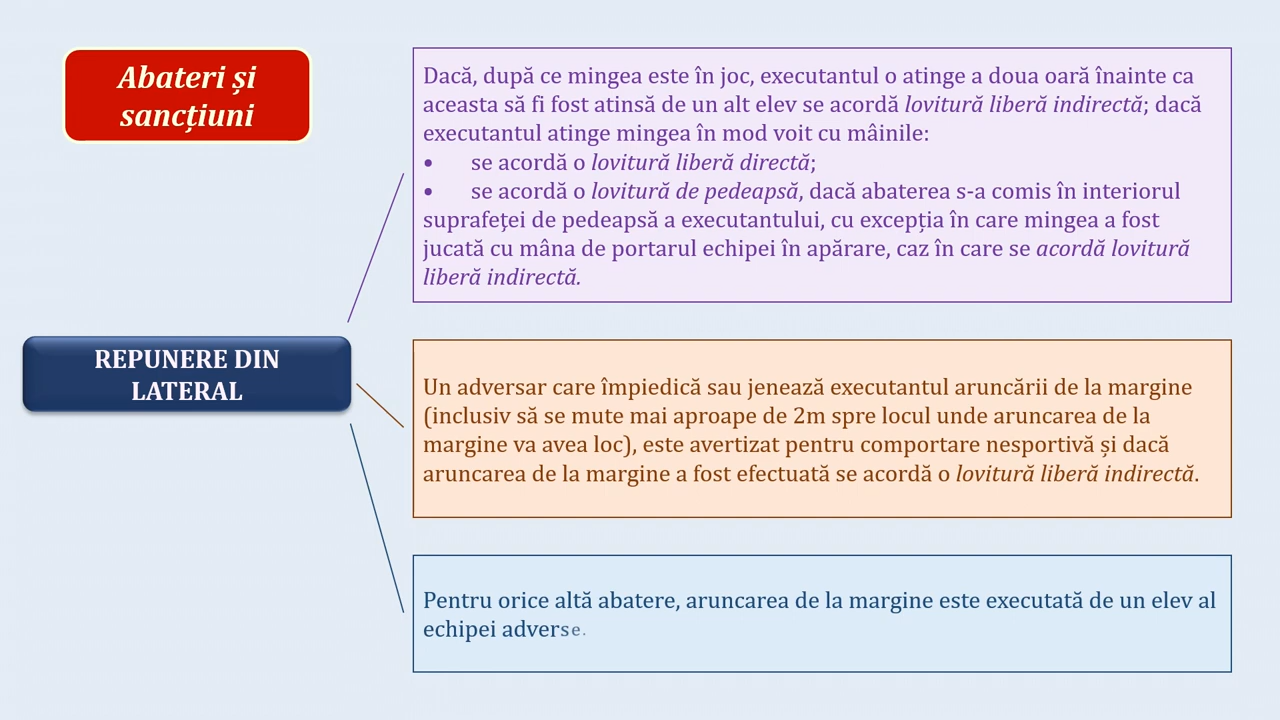 Abateri și
sancțiuni
Dacă, după ce mingea este în joc, executantul o atinge a doua oară înainte ca
aceasta să fi fost atinsă de un alt elev se acordă lovitură liberă indirectă; dacă
executantul atinge mingea în mod voit cu mâinile:
• se acordă o lovitură liberă directă;
• se acordă o lovitură de pedeapsă, dacă abaterea s-a comis în interiorul
suprafeţei de pedeapsă a executantului, cu excepția în care mingea a fost
jucată cu mâna de portarul echipei în apărare, caz în care se acordă lovitură
liberă indirectă.
REPUNERE DIN
LATERAL
Un adversar care împiedică sau jenează executantul aruncării de la margine
(inclusiv să se mute mai aproape de 2m spre locul unde aruncarea de la
margine va avea loc), este avertizat pentru comportare nesportivă și dacă
aruncarea de la margine a fost efectuată se acordă o lovitură liberă indirectă.
Pentru orice altă abatere, aruncarea de la margine este executată de un elev al
echipei adverse.